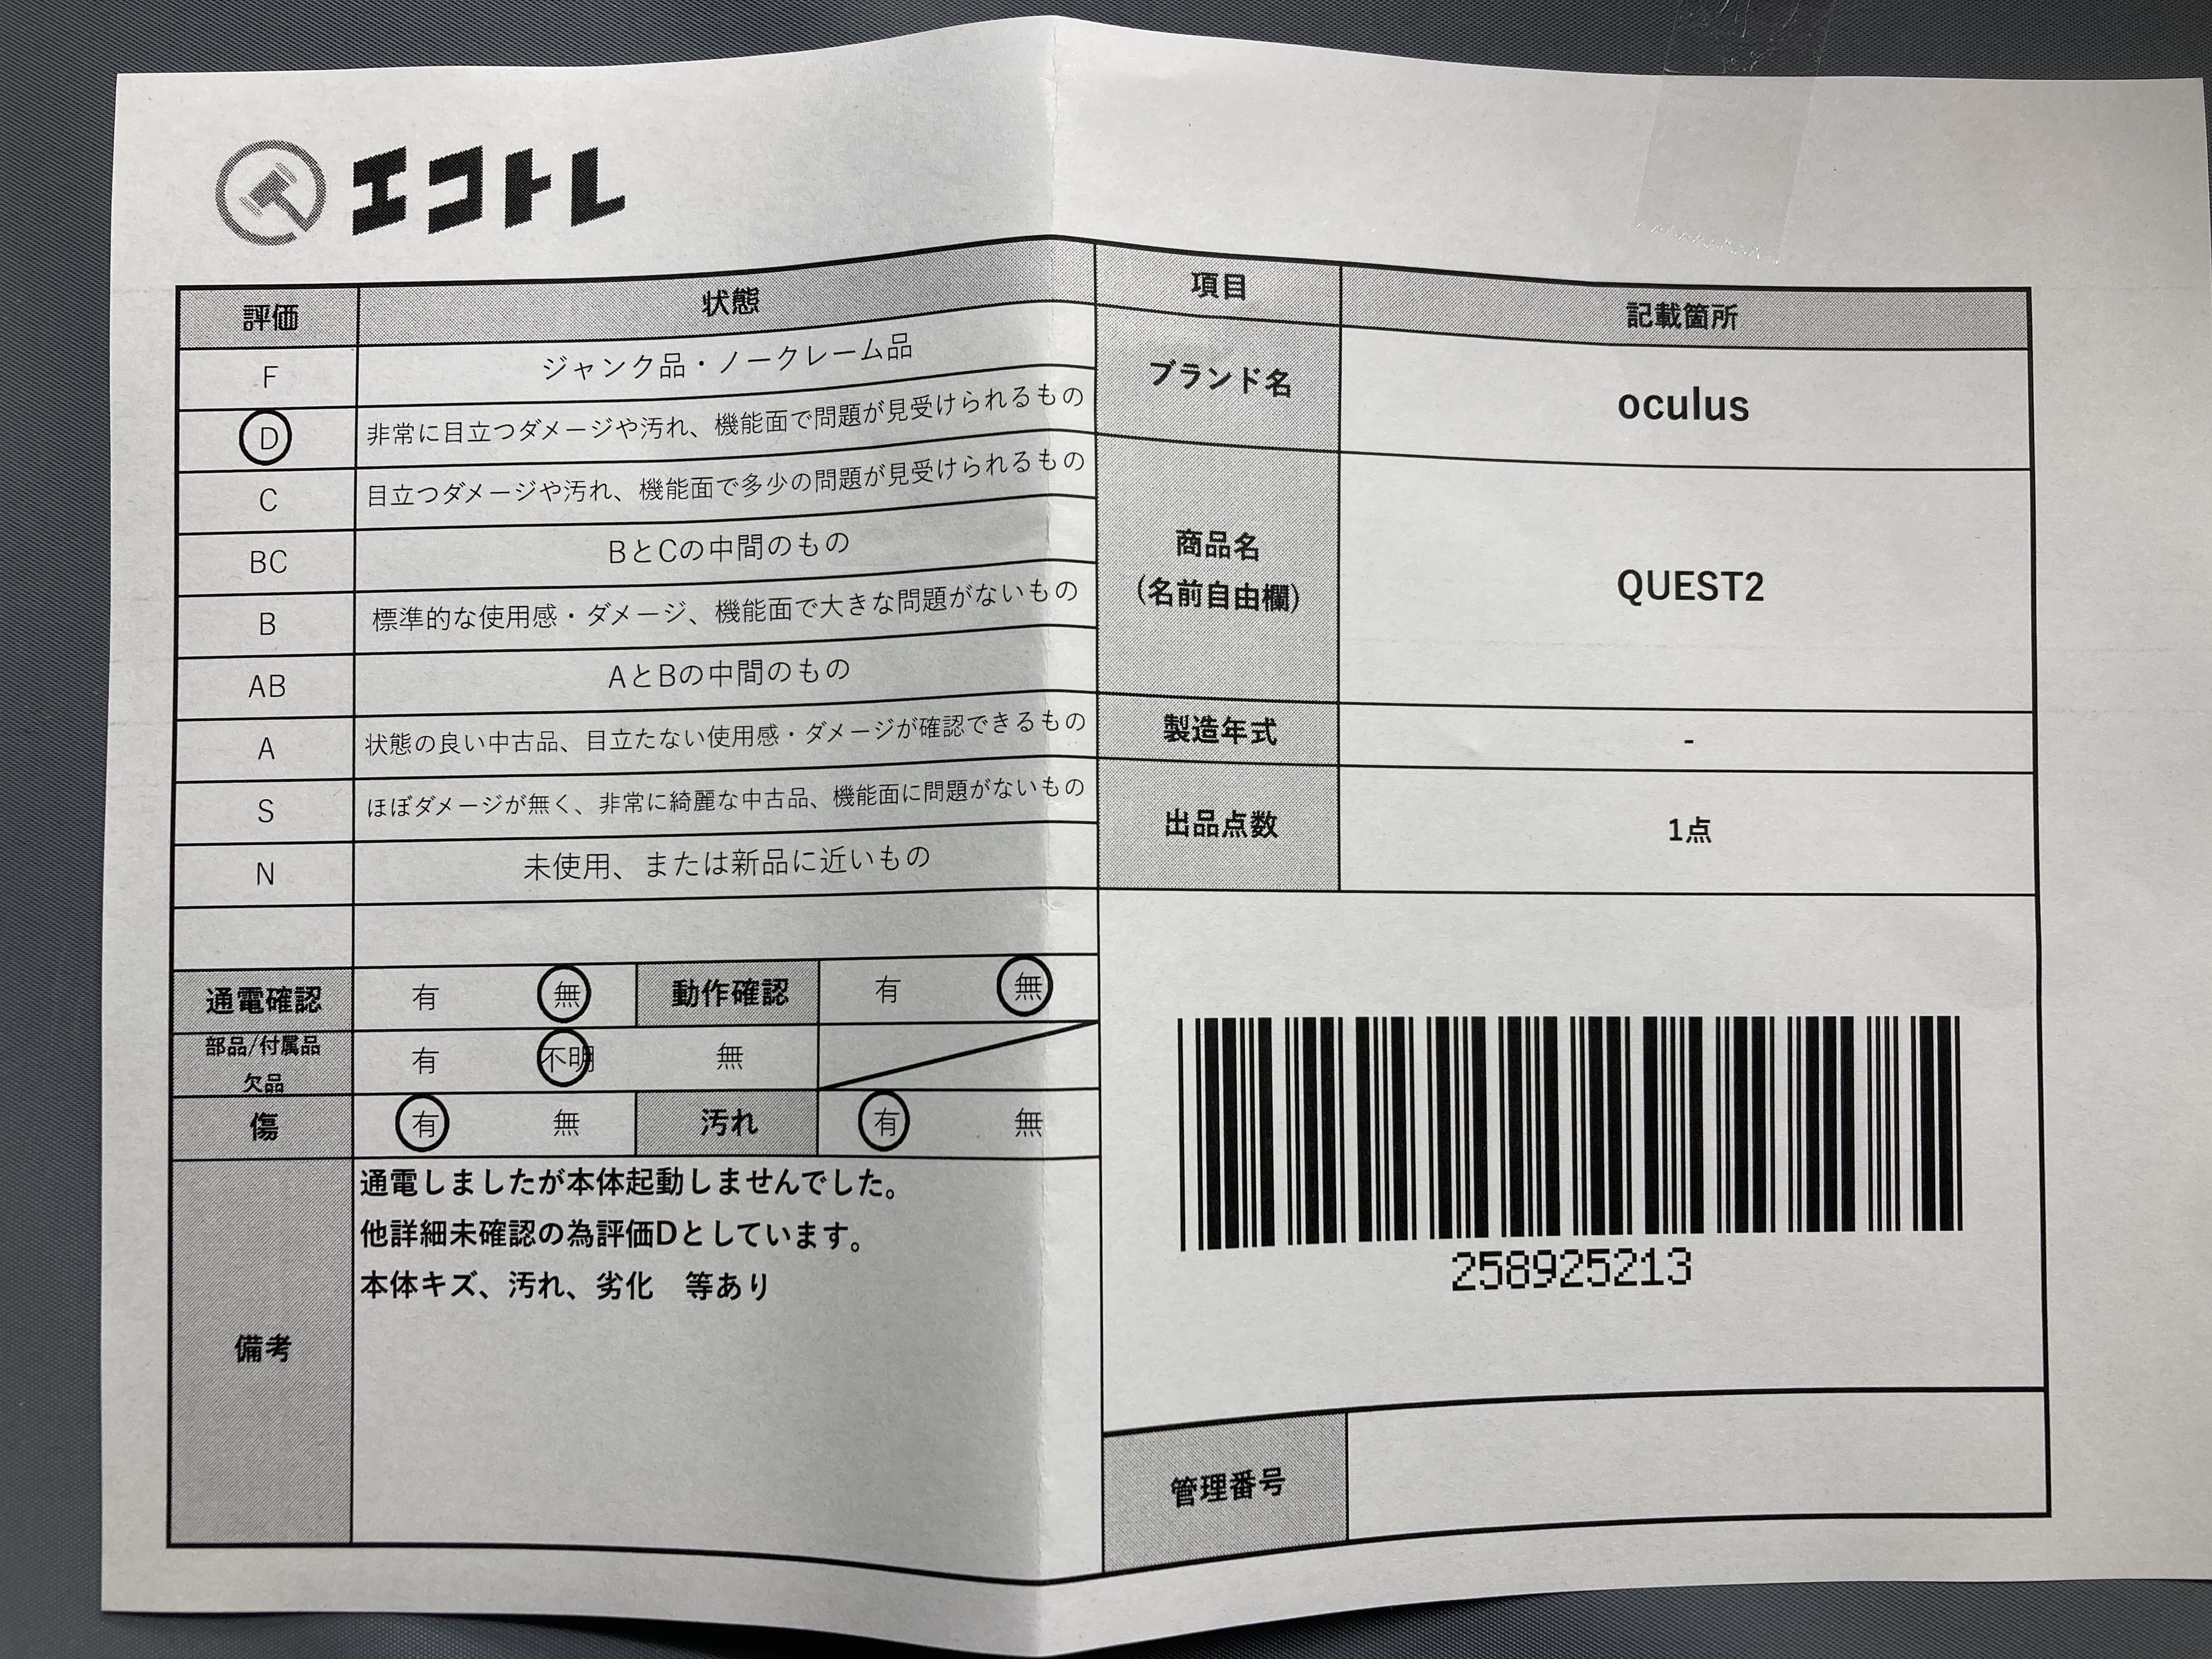 エコトレ
評価 状態
F ジャンク品・ノークレーム品
D 非常に目立つダメージや汚れ、機能面で問題が見受けられるもの
C 目立つダメージや汚れ、機能面で多少の問題が見受けられるもの
BC BとCの中間のもの
B 標準的な使用感・ダメージ、機能面で大きな問題がないもの
AB AとBの中間のもの
A 状態の良い中古品、目立たない使用感・ダメージが確認できるもの
S ほぼダメージが無く、非常に綺麗な中古品、機能面に問題がないもの
N 未使用、または新品に近いもの
通電確認 有 無 動作確認 有 無
部品/付属品
欠品 有 不明 無
傷 有 無 汚れ 有 無
備考
通電しましたが本体起動しませんでした。
他詳細未確認の為評価Dとしています。
本体キズ、汚れ、劣化　等あり
項目 記載箇所
ブランド名 oculus
商品名
(名前自由欄) QUEST2
製造年式 -
出品点数 1点
258925213
管理番号